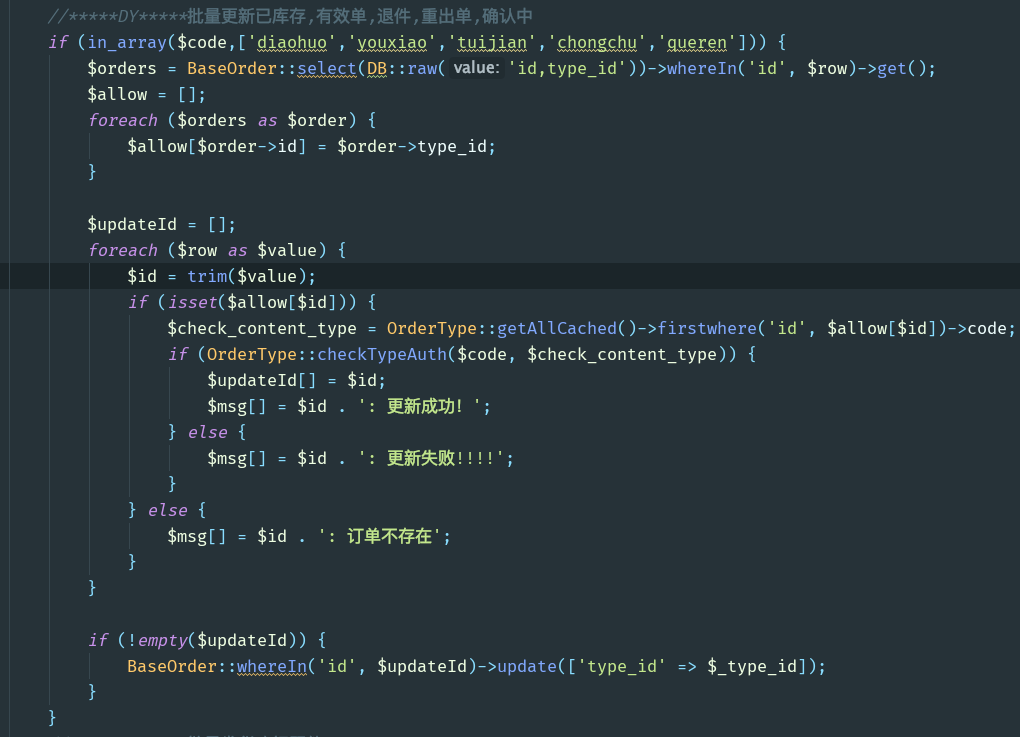 //*****DY*****批量更新已库存,有效单,退件,重出单,确认中
if (in_array($code,['diaohuo','youxiao','tuijian','chongchu','queren'])) {
$orders = BaseOrder::select(DB::raw( value: 'id,type_id'))->whereIn('id', $row)->get();
$allow = [];
foreach ($orders as $order) {
$allow[$order->id] = $order->type_id;
}
$updateId = [];
foreach ($row as $value) {
$id = trim($value);
if (isset($allow[$id])) {
$check_content_type = OrderType::getAllCached()->firstwhere('id', $allow[$id])->code;
if (OrderType::checkTypeAuth($code, $check_content_type)) {
$updateId[] = $id;
$msg[] = $id . ': 更新成功! ';
} else {
$msg[] = $id . ': 更新失败!!!!';
}
} else {
$msg[] = $id . ': 订单不存在';
}
}
if (!empty($updateId)) {
BaseOrder::whereIn('id', $updateId)->update(['type_id' => $_type_id]);
}
}